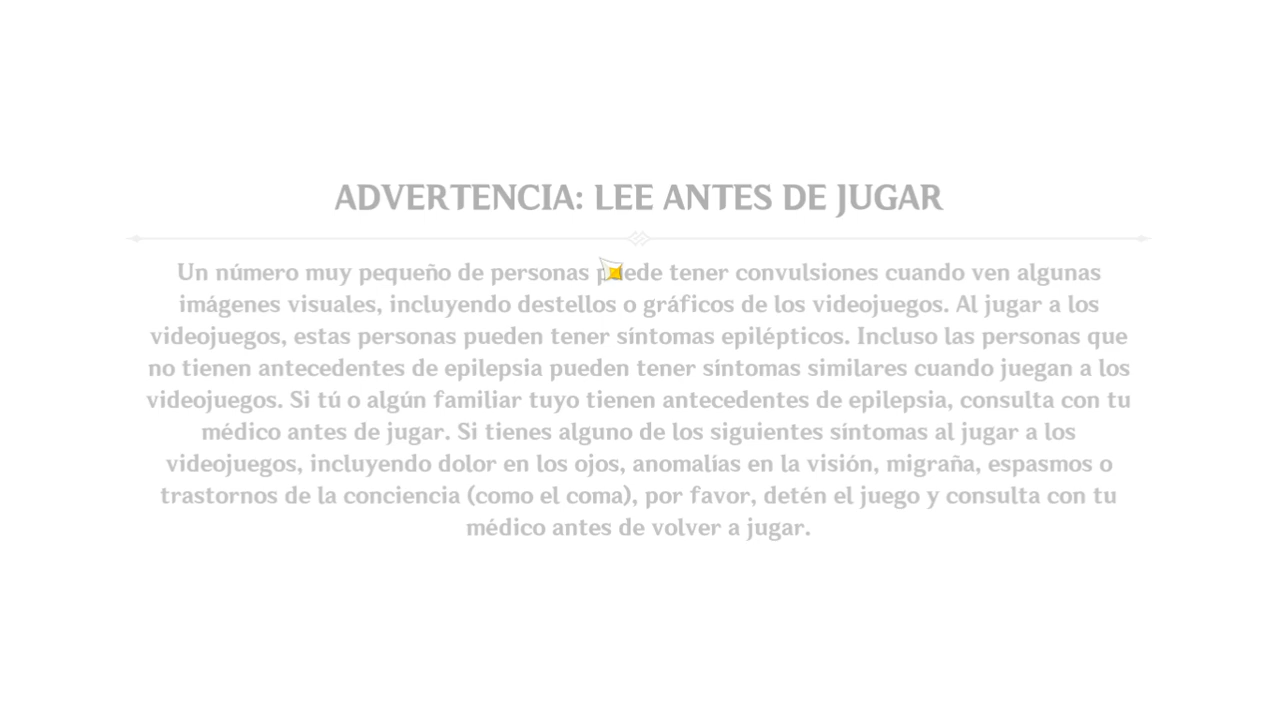 ADVERTENCIA: LEE ANTES DE JUGAR
Un número muy pequeño de personas puede tener convulsiones cuando ven algunas
imágenes visuales, incluyendo destellos o gráficos de los videojuegos. Al jugar a los
videojuegos, estas personas pueden tener síntomas epilépticos. Incluso las personas que
no tienen antecedentes de epilepsia pueden tener síntomas similares cuando juegan a los
videojuegos. Si tú o algún familiar tuyo tienen antecedentes de epilepsia, consulta con tu
médico antes de jugar. Si tienes alguno de los siguientes síntomas al jugar a los
videojuegos, incluyendo dolor en los ojos, anomalías en la visión, migraña, espasmos o
trastornos de la conciencia (como el coma), por favor, detén el juego y consulta con tu
médico antes de volver a jugar.